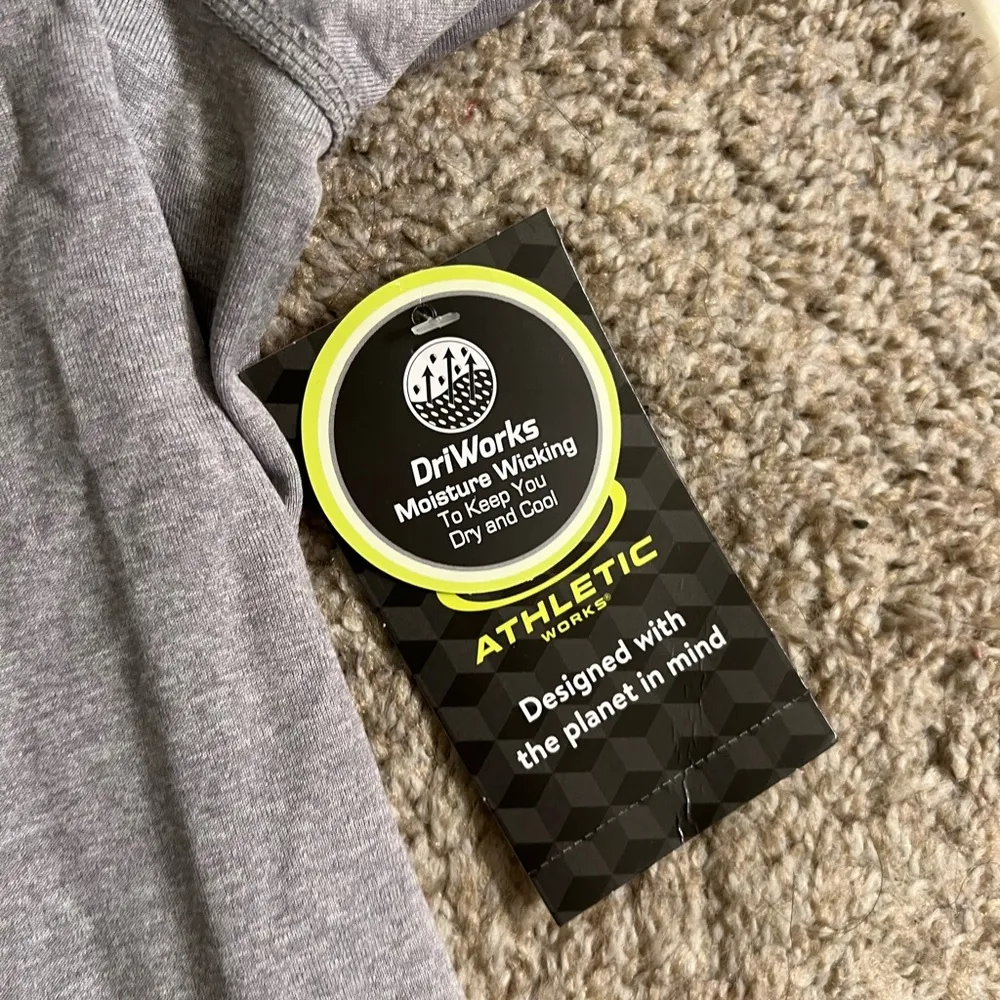 DriWorks
Moisture Wicking
To Keep You
Dry and Cool
ATHLETIC
WORKS®
Designed with
the planet in mind